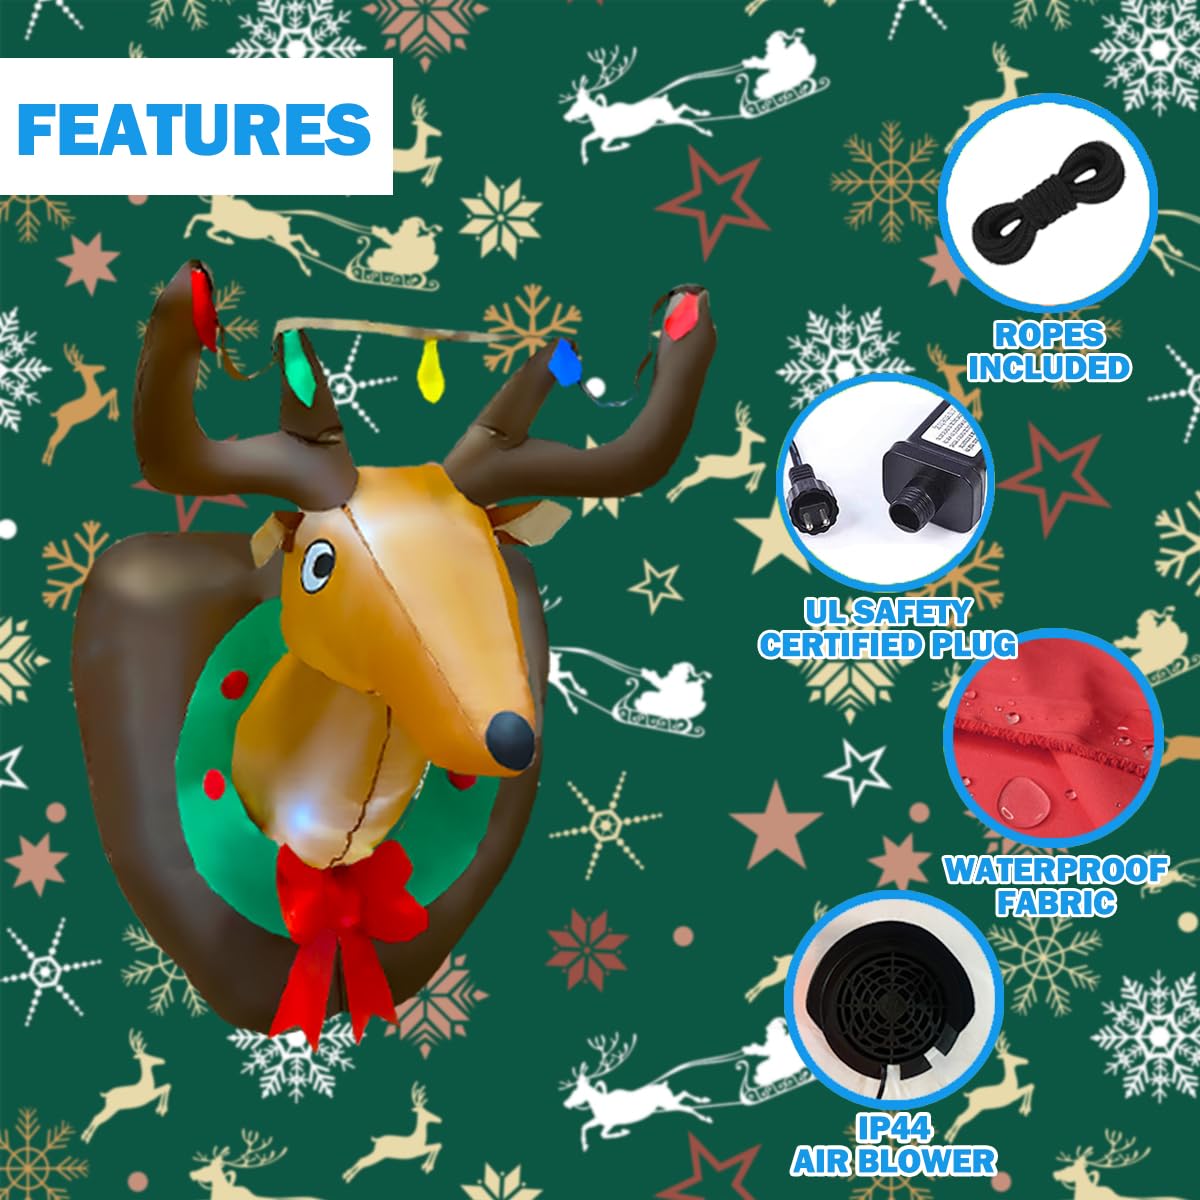 FEATURES
ROPES
INCLUDED
UL SAFETY
CERTIFIED PLUG
WATERPROOF
FABRIC
IP44
AIR BLOWER